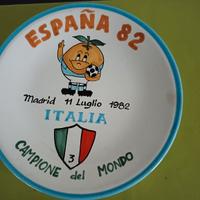 ESPAÑA 82
Madrid 11 Luglio 1982
ITALIA
3
CAMPIONE del MONDO